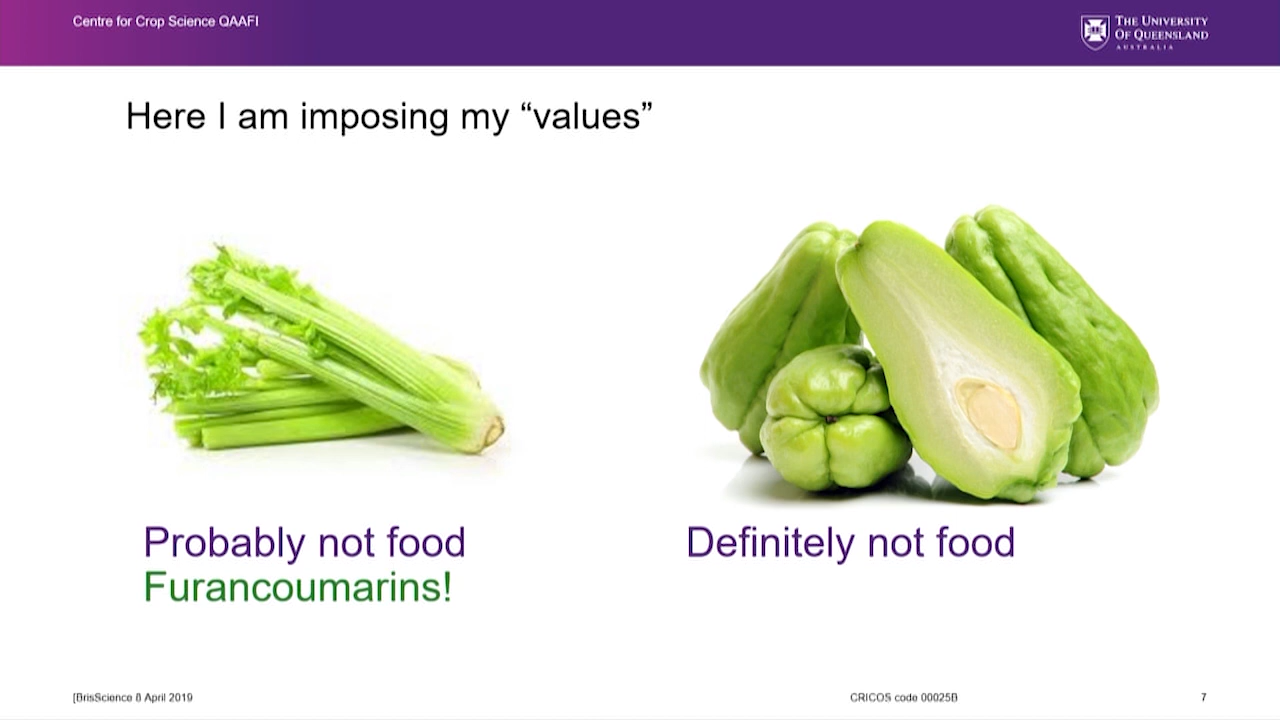 Centre for Crop Science QAAFI
THE UNIVERSITY
OF QUEENSLAND
AUSTRALIA
Here I am imposing my “values”
Probably not food
Furancoumarins!
Definitely not food
[BrisScience 8 April 2019
CRICOS code 00025B
7